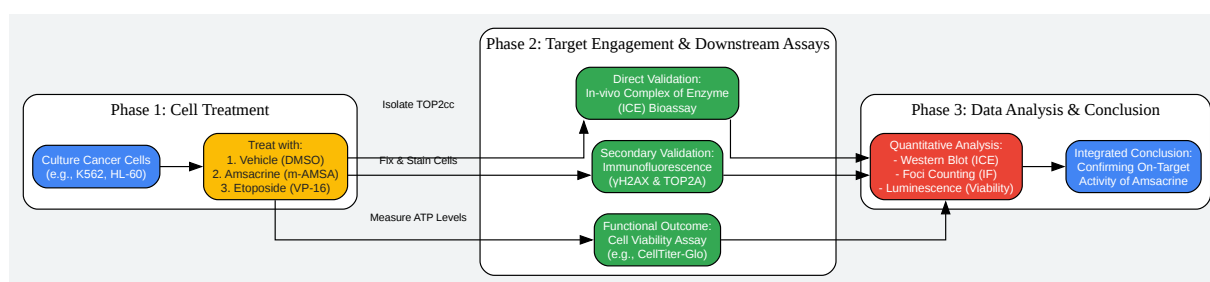 Phase 1: Cell Treatment
Culture Cancer Cells
(e.g., K562, HL-60)
Treat with:
1. Vehicle (DMSO)
2. Amsacrine (m-AMSA)
3. Etoposide (VP-16)
Isolate TOP2cc
Fix & Stain Cells
Measure ATP Levels
Phase 2: Target Engagement & Downstream Assays
Direct Validation:
In-vivo Complex of Enzyme
(ICE) Bioassay
Secondary Validation:
Immunofluorescence
(γH2AX & TOP2A)
Functional Outcome:
Cell Viability Assay
(e.g., CellTiter-Glo)
Phase 3: Data Analysis & Conclusion
Quantitative Analysis:
- Western Blot (ICE)
- Foci Counting (IF)
- Luminescence (Viability)
Integrated Conclusion:
Confirming On-Target
Activity of Amsacrine